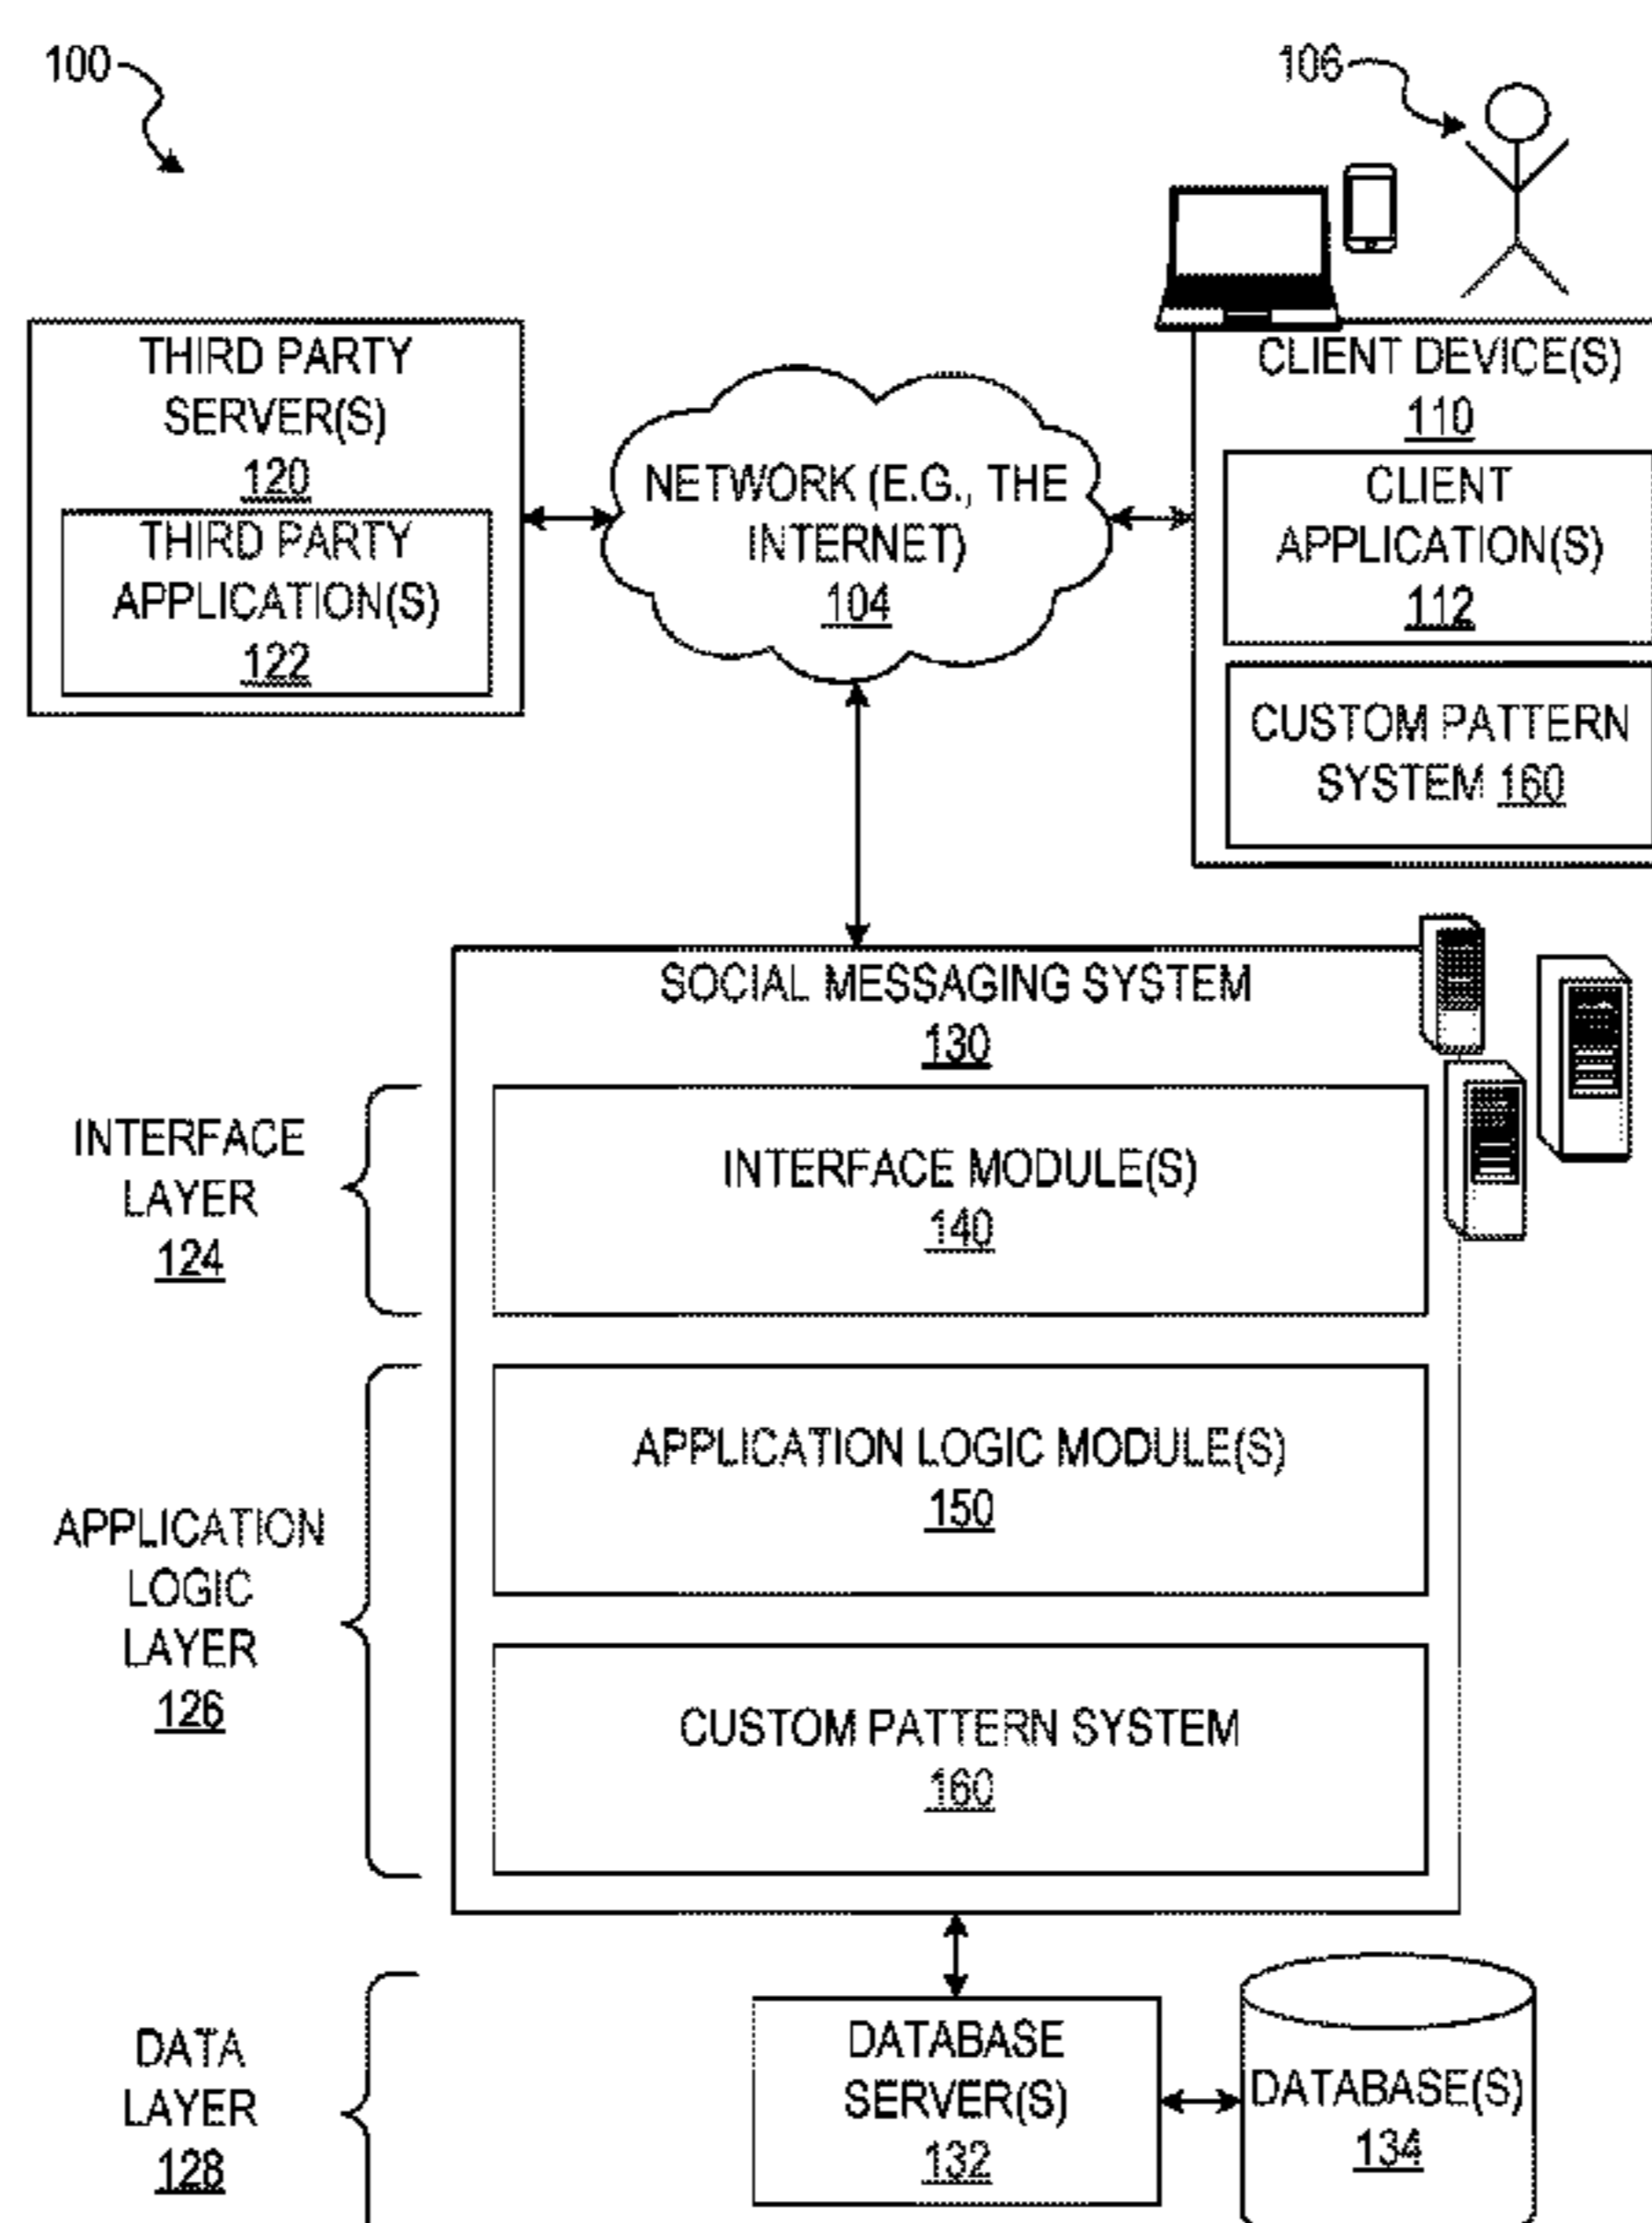 100
106
THIRD PARTY
SERVER(S)
120
THIRD PARTY
APPLICATION(S)
122
NETWORK (E.G., THE
INTERNET)
104
CLIENT DEVICE(S)
110
CLIENT
APPLICATION(S)
112
CUSTOM PATTERN
SYSTEM 160
SOCIAL MESSAGING SYSTEM
130
INTERFACE
LAYER
124
INTERFACE MODULE(S)
140
APPLICATION
LOGIC
LAYER
126
APPLICATION LOGIC MODULE(S)
150
CUSTOM PATTERN SYSTEM
160
DATA
LAYER
128
DATABASE
SERVER(S)
132
DATABASE(S)
134